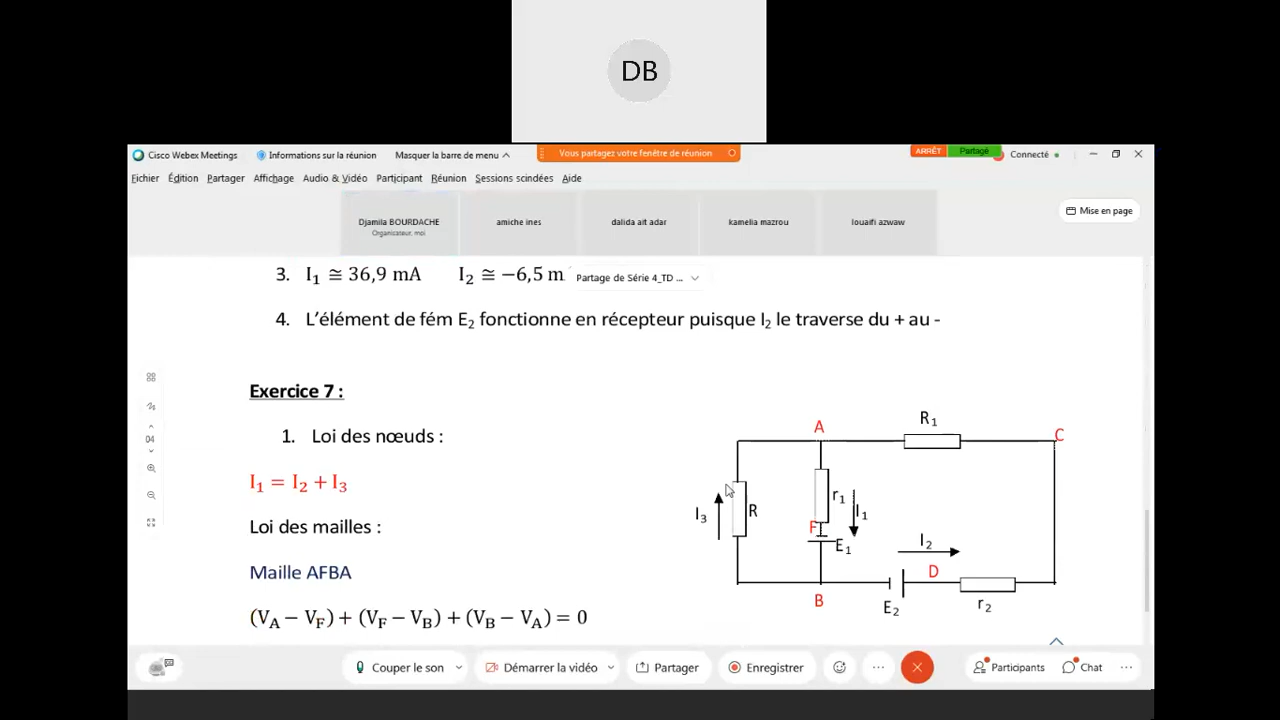 DB
Cisco Webex Meetings
Informations sur la réunion
Masquer la barre de menu
Vous partagez votre fenêtre de réunion
ARRÊT
Partagé
Connecté
Fichier Édition Partager Affichage Audio & Vidéo Participant Réunion Sessions scindées Aide
Djamila BOURDACHE
Organisateur, moi
amiche ines
dalida ait adar
kamelia mazrou
louaifi azwaw
Mise en page
3. I₁ ≅ 36,9 mA I₂ ≅ −6,5 m
Partage de Série 4_TD ...
4. L’élément de fém E₂ fonctionne en récepteur puisque I₂ le traverse du + au -
Exercice 7 :
1. Loi des nœuds :
I₁ = I₂ + I₃
Loi des mailles :
Maille AFBA
(V_A − V_F) + (V_F − V_B) + (V_B − V_A) = 0
A
R₁
C
I₃
R
r₁
I₁
F
E₁
I₂
D
B
E₂
r₂
04
Couper le son
Démarrer la vidéo
Partager
Enregistrer
Participants
Chat